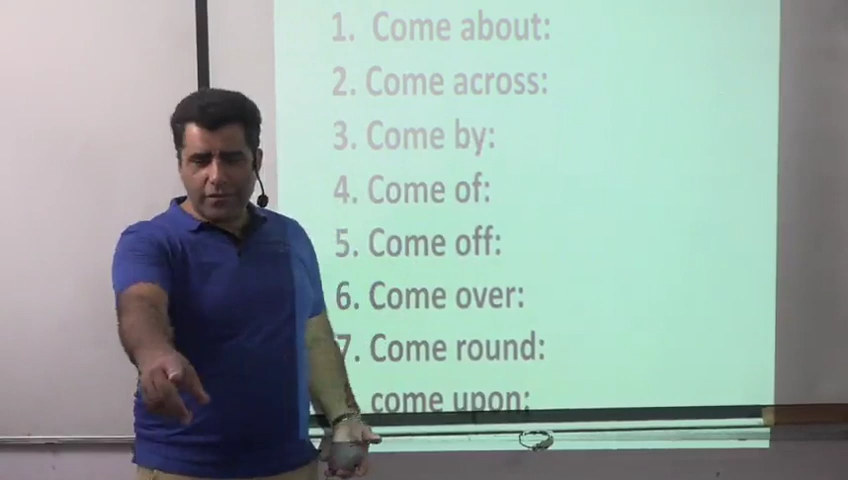 1. Come about:
2. Come across:
3. Come by:
4. Come of:
5. Come off:
6. Come over:
7. Come round:
come upon: